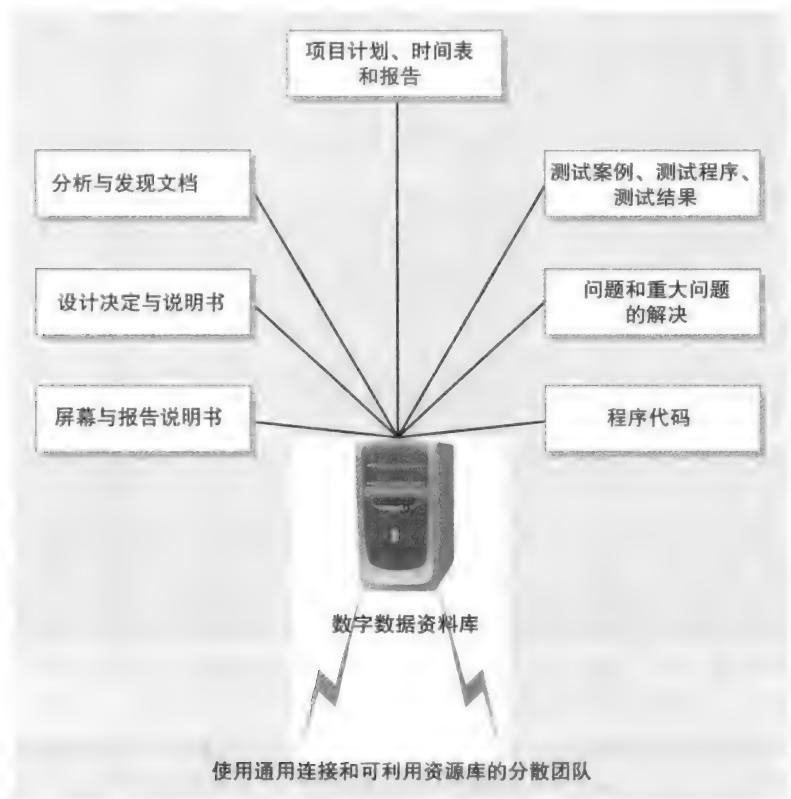 项目计划、时间表
和报告
分析与发现文档
测试案例、测试程序、
测试结果
设计决定与说明书
问题和重大问题
的解决
屏幕与报告说明书
程序代码
数字数据资料库
使用通用连接和可利用资源库的分散团队